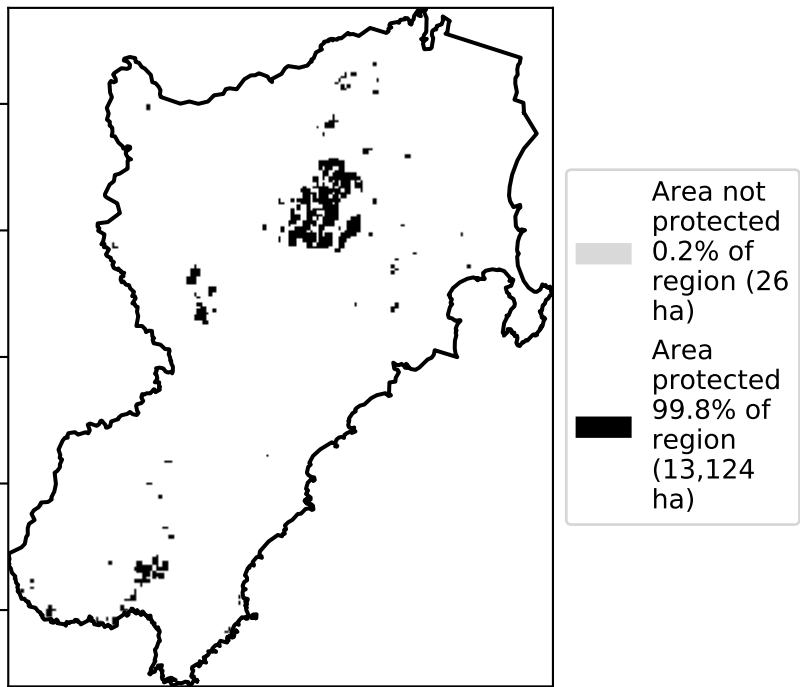 Area not
protected
0.2% of
region (26
ha)
Area
protected
99.8% of
region
(13,124
ha)